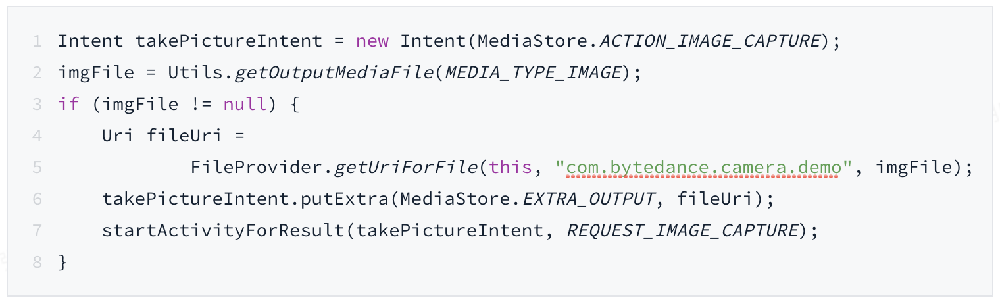 1 Intent takePictureIntent = new Intent(MediaStore.ACTION_IMAGE_CAPTURE);
2 imgFile = Utils.getOutputMediaFile(MEDIA_TYPE_IMAGE);
3 if (imgFile != null) {
4     Uri fileUri =
5             FileProvider.getUriForFile(this, "com.bytedance.camera.demo", imgFile);
6     takePictureIntent.putExtra(MediaStore.EXTRA_OUTPUT, fileUri);
7     startActivityForResult(takePictureIntent, REQUEST_IMAGE_CAPTURE);
8 }